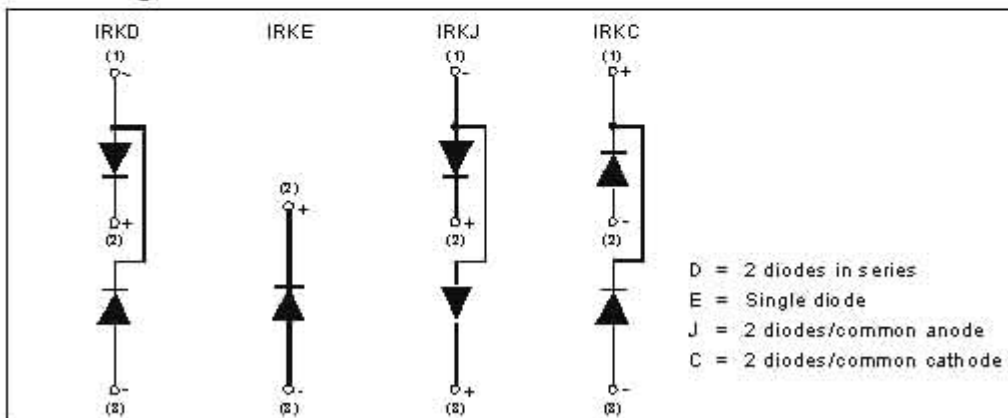 IRKD IRKE IRKJ IRKC
(1) (1) (1)
~ - +
(2)
+ + + -
(2) (2) (2)
D = 2 diodes in series
E = Single diode
J = 2 diodes/common anode
C = 2 diodes/common cathode
- - + -
(3) (3) (3) (3)